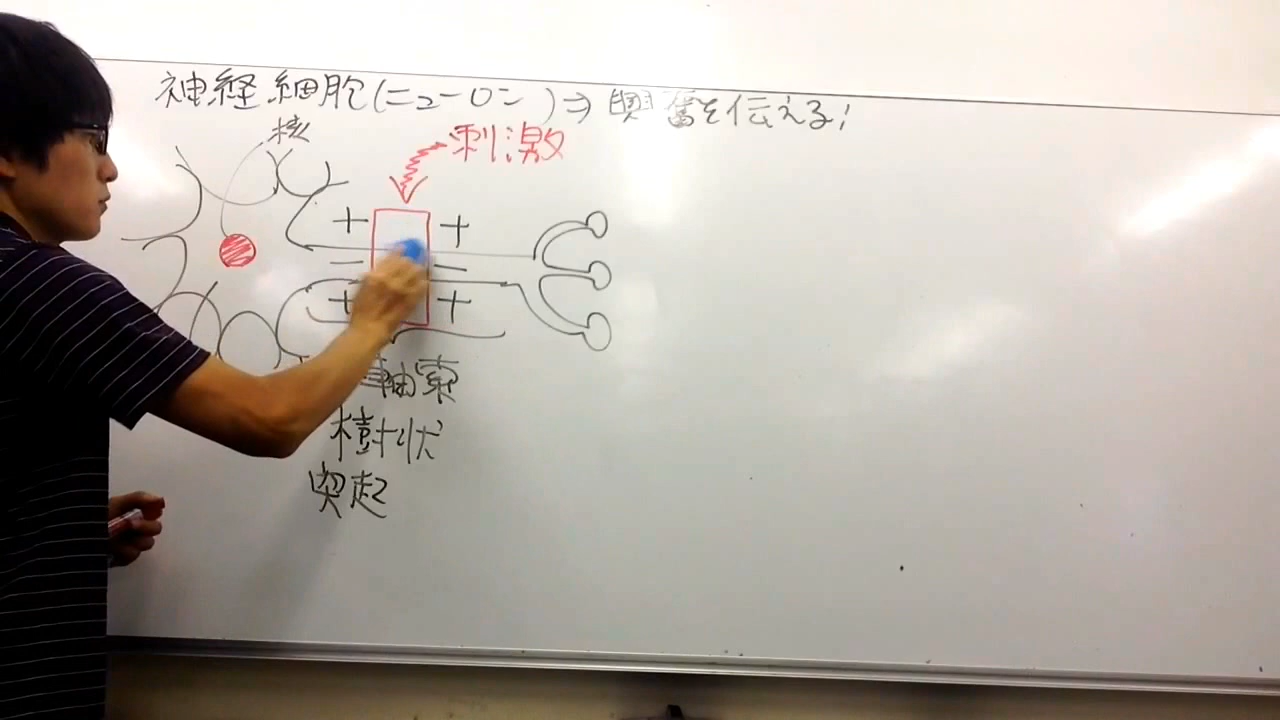 神経細胞(ニューロン)⇒興奮を伝える!
核
刺激
+ +
− −
+ +
軸索
樹状
突起